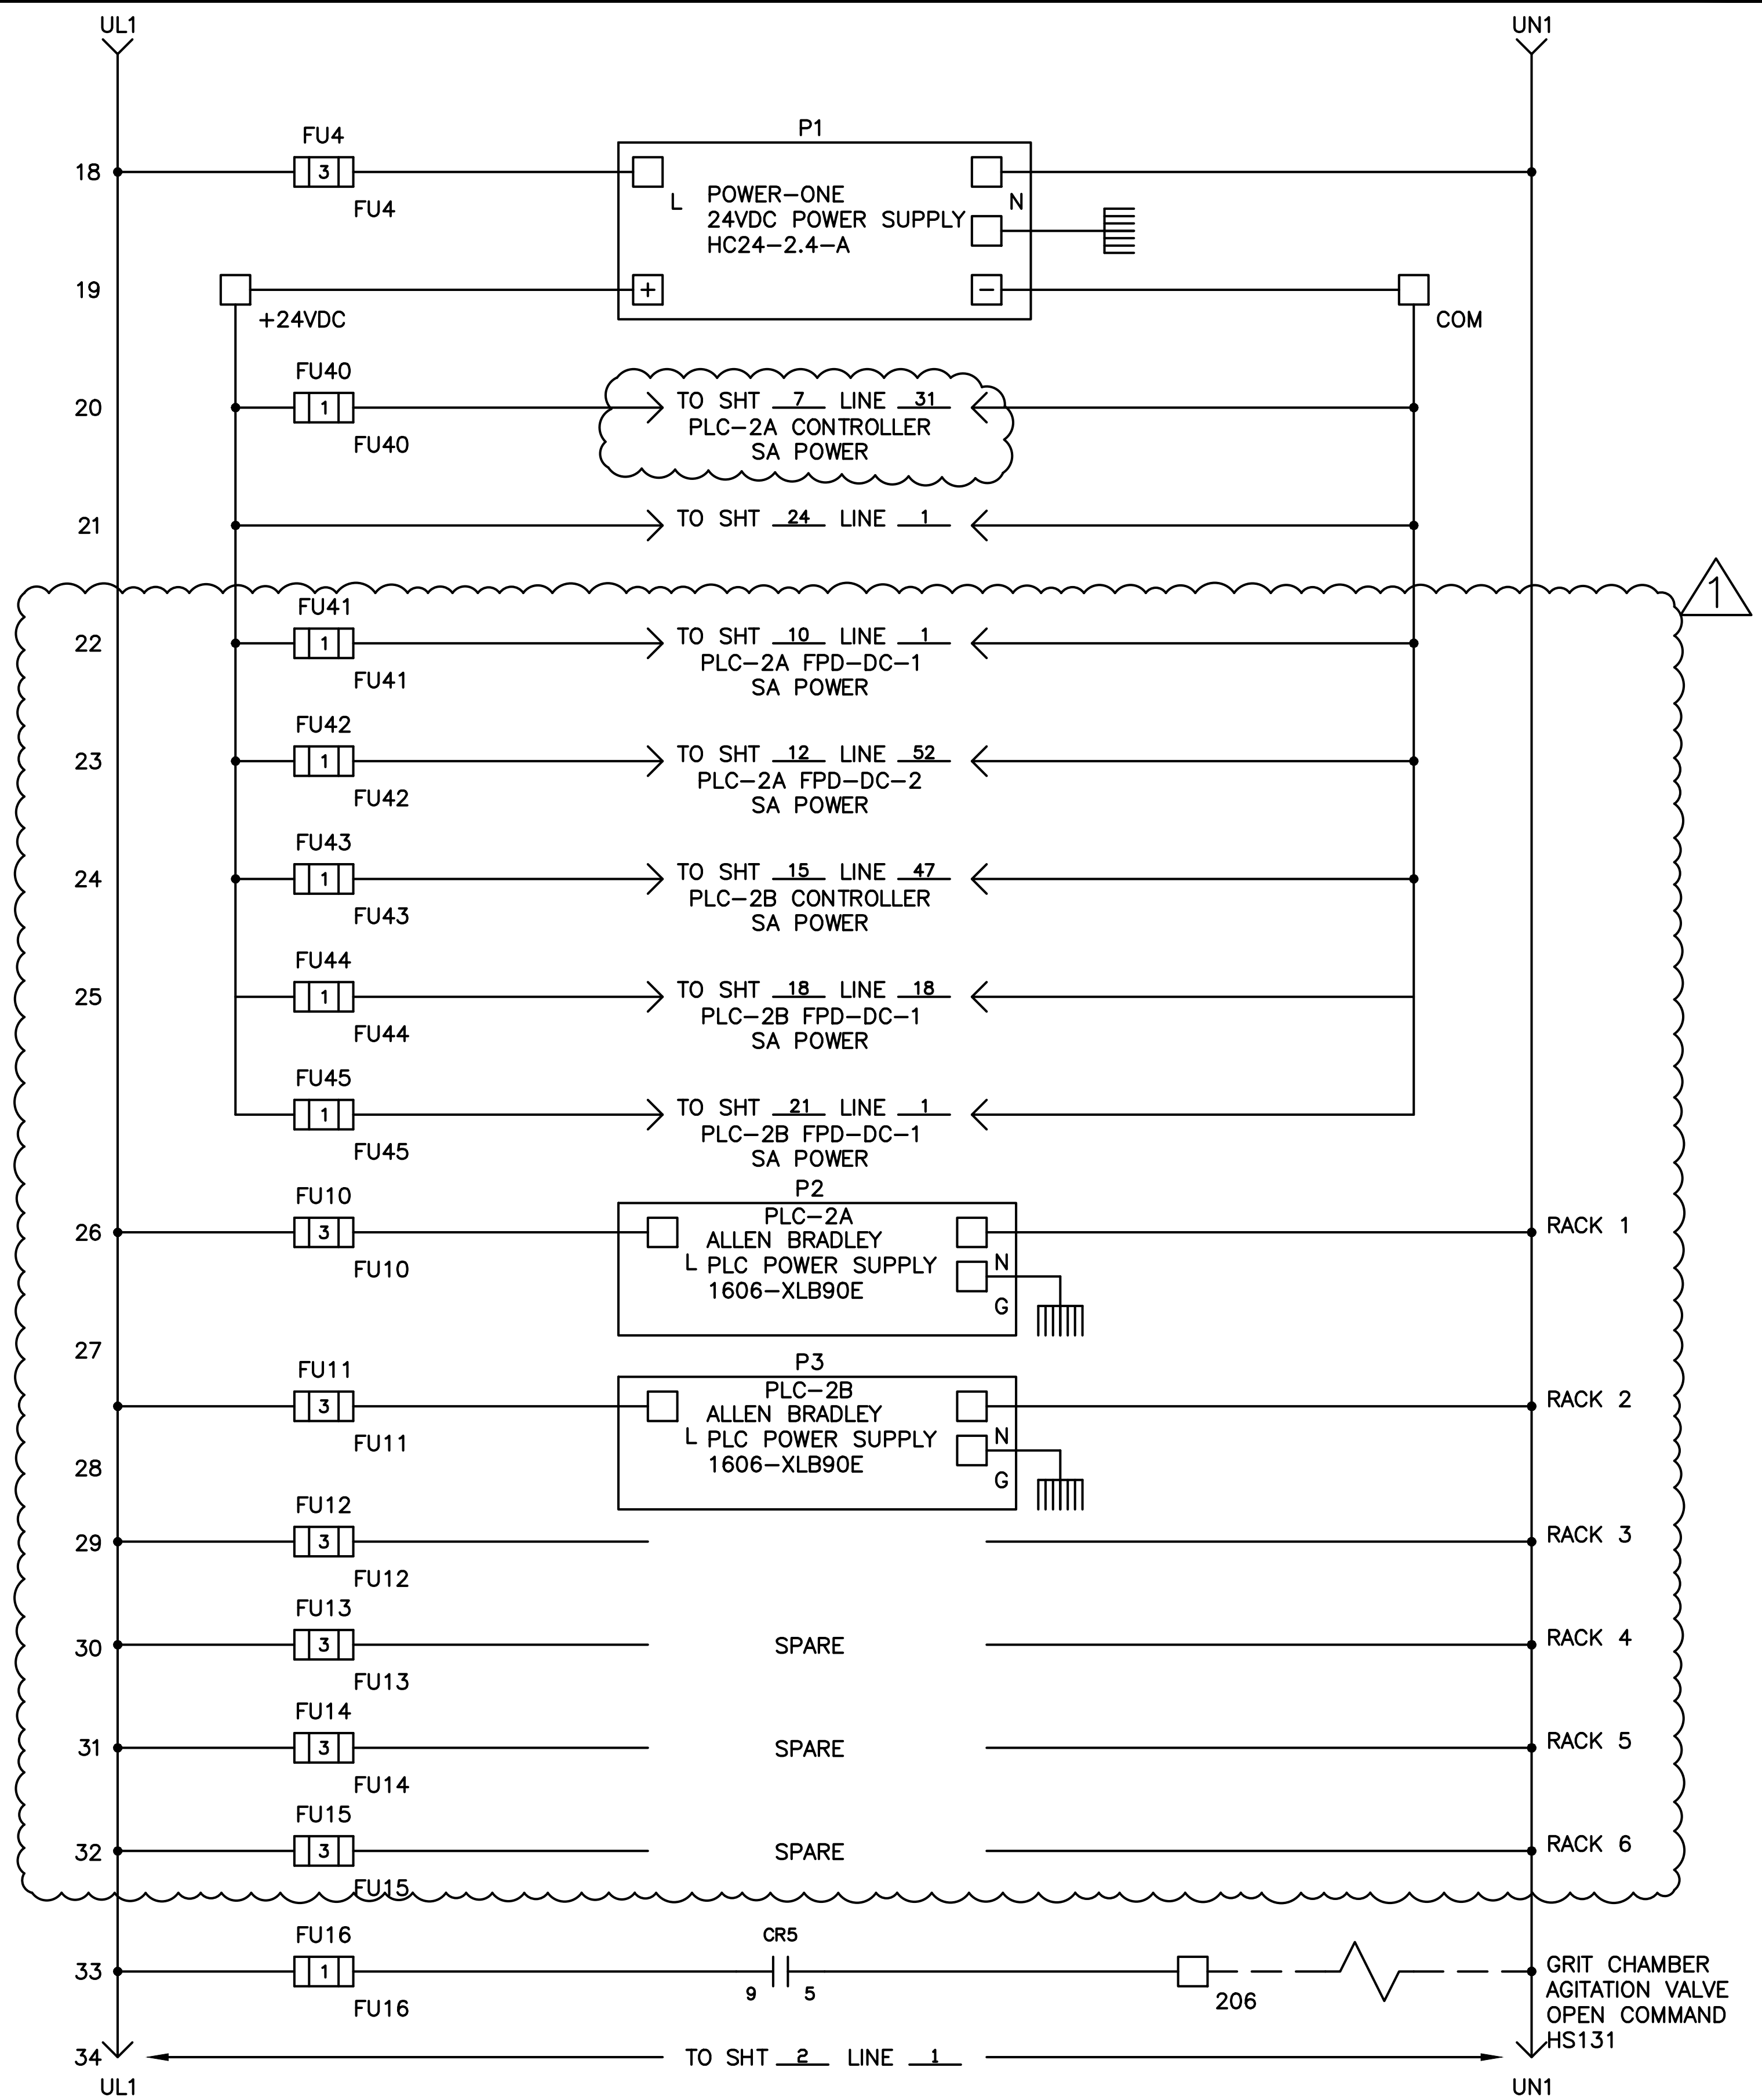 UL1 UN1
FU4 P1
18 3 FU4
L POWER-ONE N
24VDC POWER SUPPLY
HC24-2.4-A
19 + −
+24VDC COM
FU40
20 1 TO SHT 7 LINE 31
FU40 PLC-2A CONTROLLER
SA POWER
21 TO SHT 24 LINE 1
1
FU41
22 1 TO SHT 10 LINE 1
FU41 PLC-2A FPD-DC-1
SA POWER
FU42
23 1 TO SHT 12 LINE 52
FU42 PLC-2A FPD-DC-2
SA POWER
FU43
24 1 TO SHT 15 LINE 47
FU43 PLC-2B CONTROLLER
SA POWER
FU44
25 1 TO SHT 18 LINE 18
FU44 PLC-2B FPD-DC-1
SA POWER
FU45
1 TO SHT 21 LINE 1
FU45 PLC-2B FPD-DC-1
SA POWER
FU10 P2
PLC-2A
26 3 ALLEN BRADLEY RACK 1
FU10 L PLC POWER SUPPLY N
1606-XLB90E G
27
FU11 P3
PLC-2B
3 ALLEN BRADLEY RACK 2
FU11 L PLC POWER SUPPLY N
28 1606-XLB90E G
FU12
29 3 RACK 3
FU12
FU13
30 3 SPARE RACK 4
FU13
FU14
31 3 SPARE RACK 5
FU14
FU15
32 3 SPARE RACK 6
FU15
FU16 CR5
33 1 GRIT CHAMBER
FU16 9 5 206 AGITATION VALVE
OPEN COMMAND
HS131
34 TO SHT 2 LINE 1
UL1 UN1